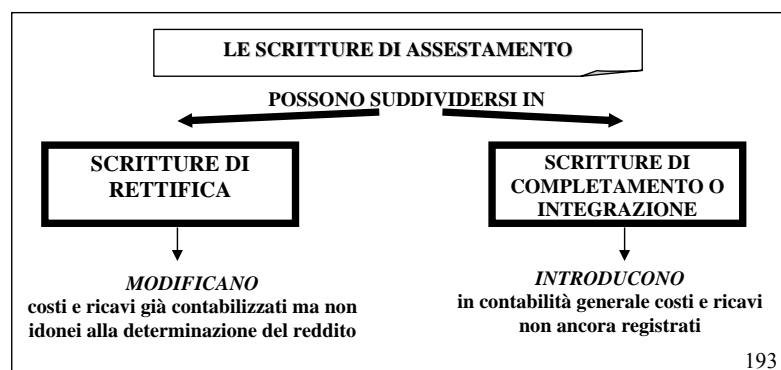 LE SCRITTURE DI ASSESTAMENTO
POSSONO SUDDIVIDERSI IN
SCRITTURE DI
RETTIFICA
SCRITTURE DI
COMPLETAMENTO O
INTEGRAZIONE
MODIFICANO
costi e ricavi già contabilizzati ma non
idonei alla determinazione del reddito
INTRODUCONO
in contabilità generale costi e ricavi
non ancora registrati
193